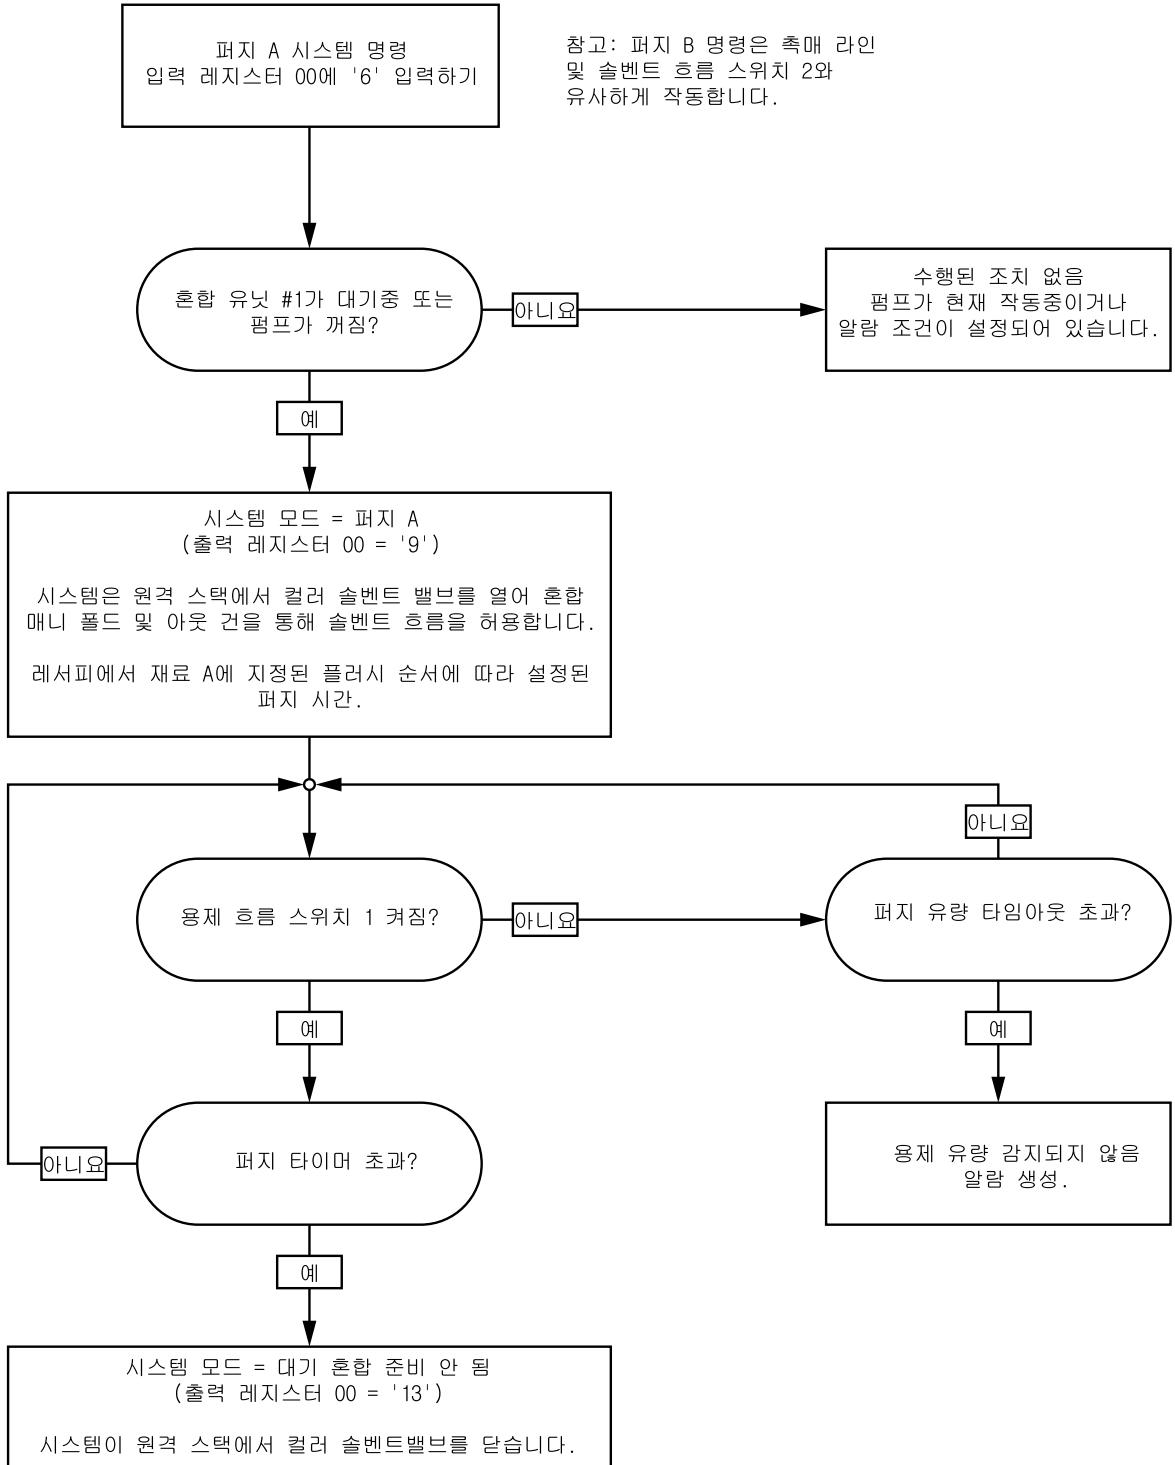 퍼지 A 시스템 명령
입력 레지스터 00에 '6' 입력하기
참고: 퍼지 B 명령은 촉매 라인
및 솔벤트 흐름 스위치 2와
유사하게 작동합니다.
혼합 유닛 #1가 대기중 또는
펌프가 꺼짐?
아니요
수행된 조치 없음
펌프가 현재 작동중이거나
알람 조건이 설정되어 있습니다.
예
시스템 모드 = 퍼지 A
(출력 레지스터 00 = '9')
시스템은 원격 스택에서 컬러 솔벤트 밸브를 열어 혼합
매니 폴드 및 아웃 건을 통해 솔벤트 흐름을 허용합니다.
레서피에서 재료 A에 지정된 플러시 순서에 따라 설정된
퍼지 시간.
아니요
용제 흐름 스위치 1 켜짐?
아니요
퍼지 유량 타임아웃 초과?
예
예
퍼지 타이머 초과?
아니요
용제 유량 감지되지 않음
알람 생성.
예
시스템 모드 = 대기 혼합 준비 안 됨
(출력 레지스터 00 = '13')
시스템이 원격 스택에서 컬러 솔벤트밸브를 닫습니다.